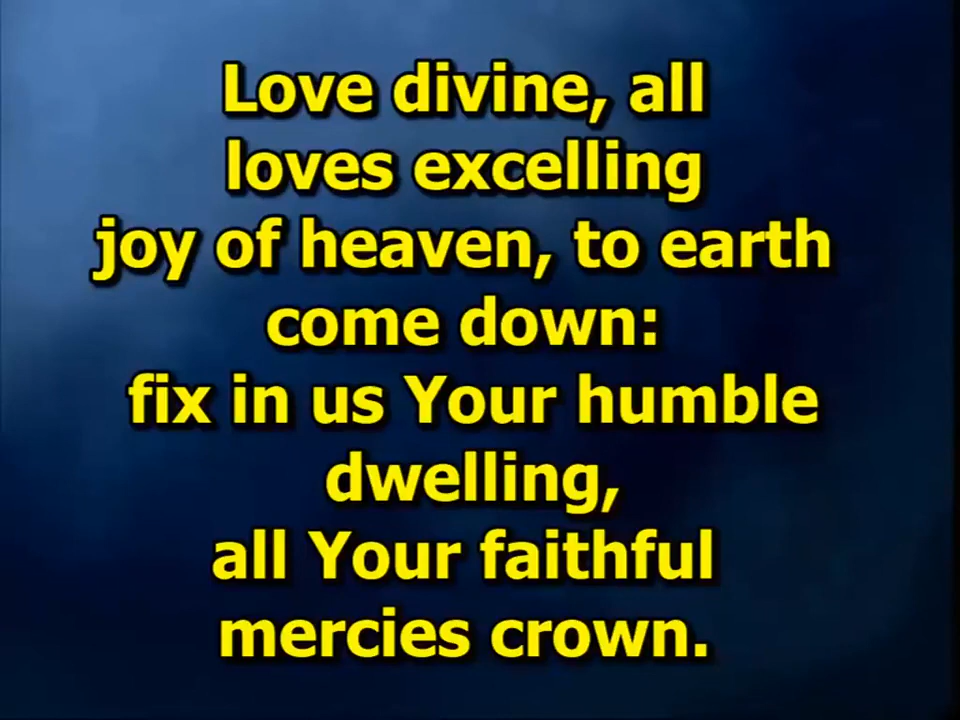 Love divine, all
loves excelling
joy of heaven, to earth
come down:
fix in us Your humble
dwelling,
all Your faithful
mercies crown.